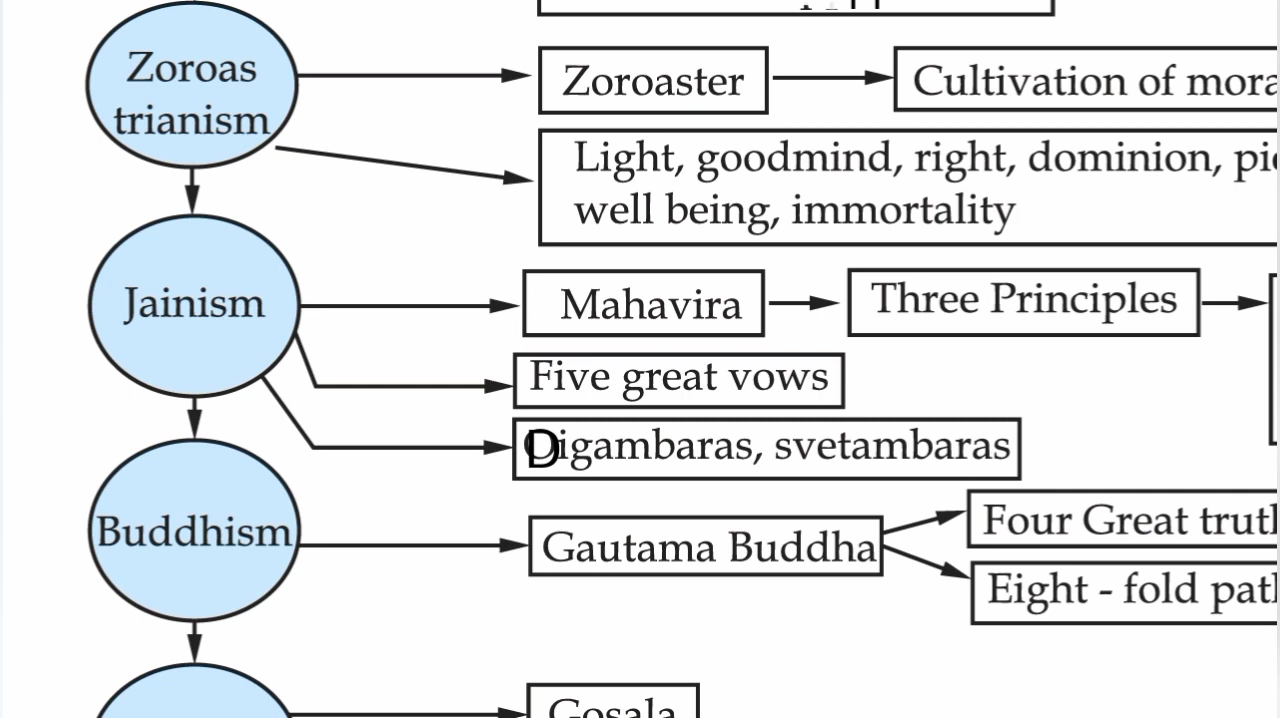 Zoroas
trianism
Zoroaster
Cultivation of mora
Light, goodmind, right, dominion, pie
well being, immortality
Jainism
Mahavira
Three Principles
Five great vows
Digambaras, svetambaras
Buddhism
Gautama Buddha
Four Great trut
Eight - fold pat
Gosala